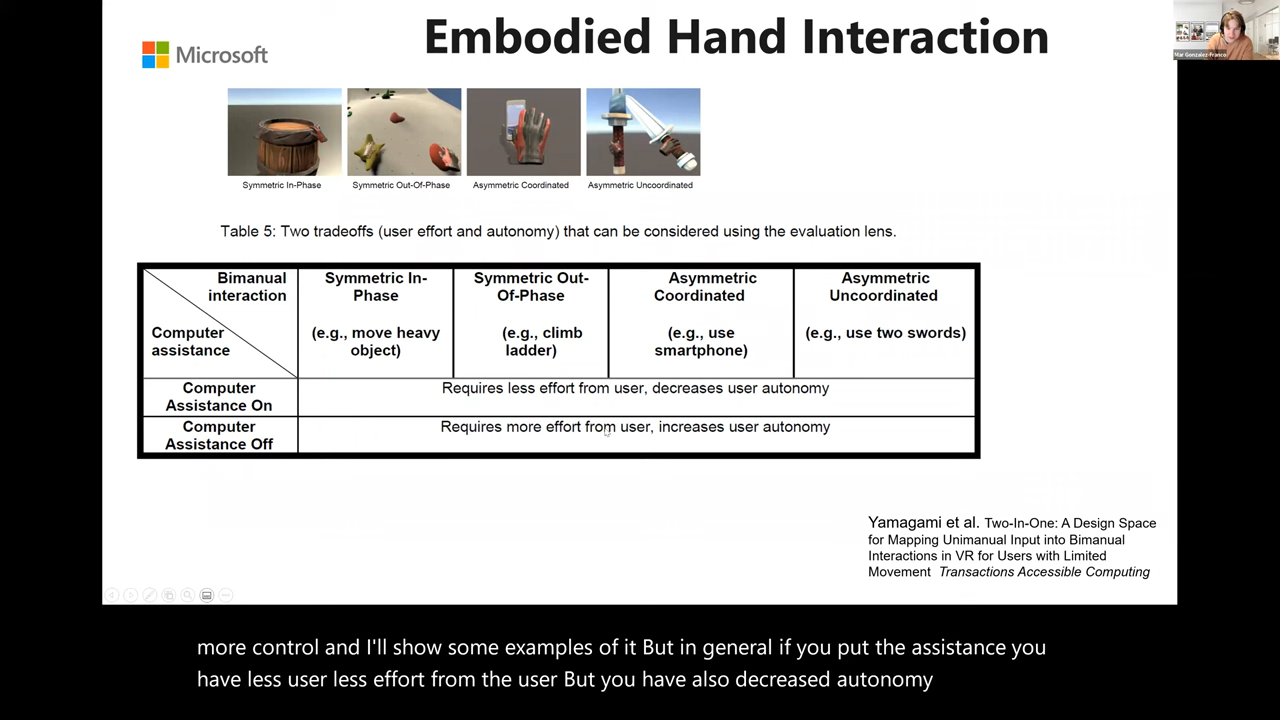 Embodied Hand Interaction
Microsoft
Mar Gonzalez Franco
Symmetric In-Phase
Symmetric Out-Of-Phase
Asymmetric Coordinated
Asymmetric Uncoordinated
Table 5: Two tradeoffs (user effort and autonomy) that can be considered using the evaluation lens.
Bimanual
interaction
Computer
assistance
Symmetric In-
Phase
(e.g., move heavy
object)
Symmetric Out-
Of-Phase
(e.g., climb
ladder)
Asymmetric
Coordinated
(e.g., use
smartphone)
Asymmetric
Uncoordinated
(e.g., use two swords)
Computer
Assistance On
Requires less effort from user, decreases user autonomy
Computer
Assistance Off
Requires more effort from user, increases user autonomy
Yamagami et al. Two-In-One: A Design Space
for Mapping Unimanual Input into Bimanual
Interactions in VR for Users with Limited
Movement Transactions Accessible Computing
more control and I'll show some examples of it But in general if you put the assistance you
have less user less effort from the user But you have also decreased autonomy